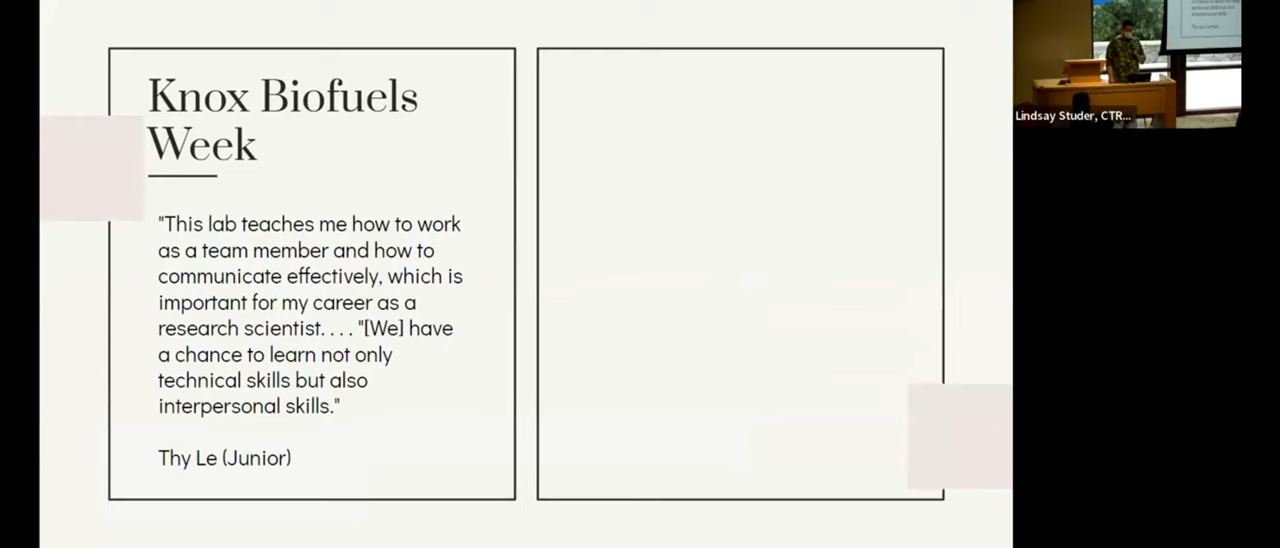 Knox Biofuels
Week
"This lab teaches me how to work
as a team member and how to
communicate effectively, which is
important for my career as a
research scientist. . . . "[We] have
a chance to learn not only
technical skills but also
interpersonal skills."
Thy Le (Junior)
Lindsay Studer, CTR...